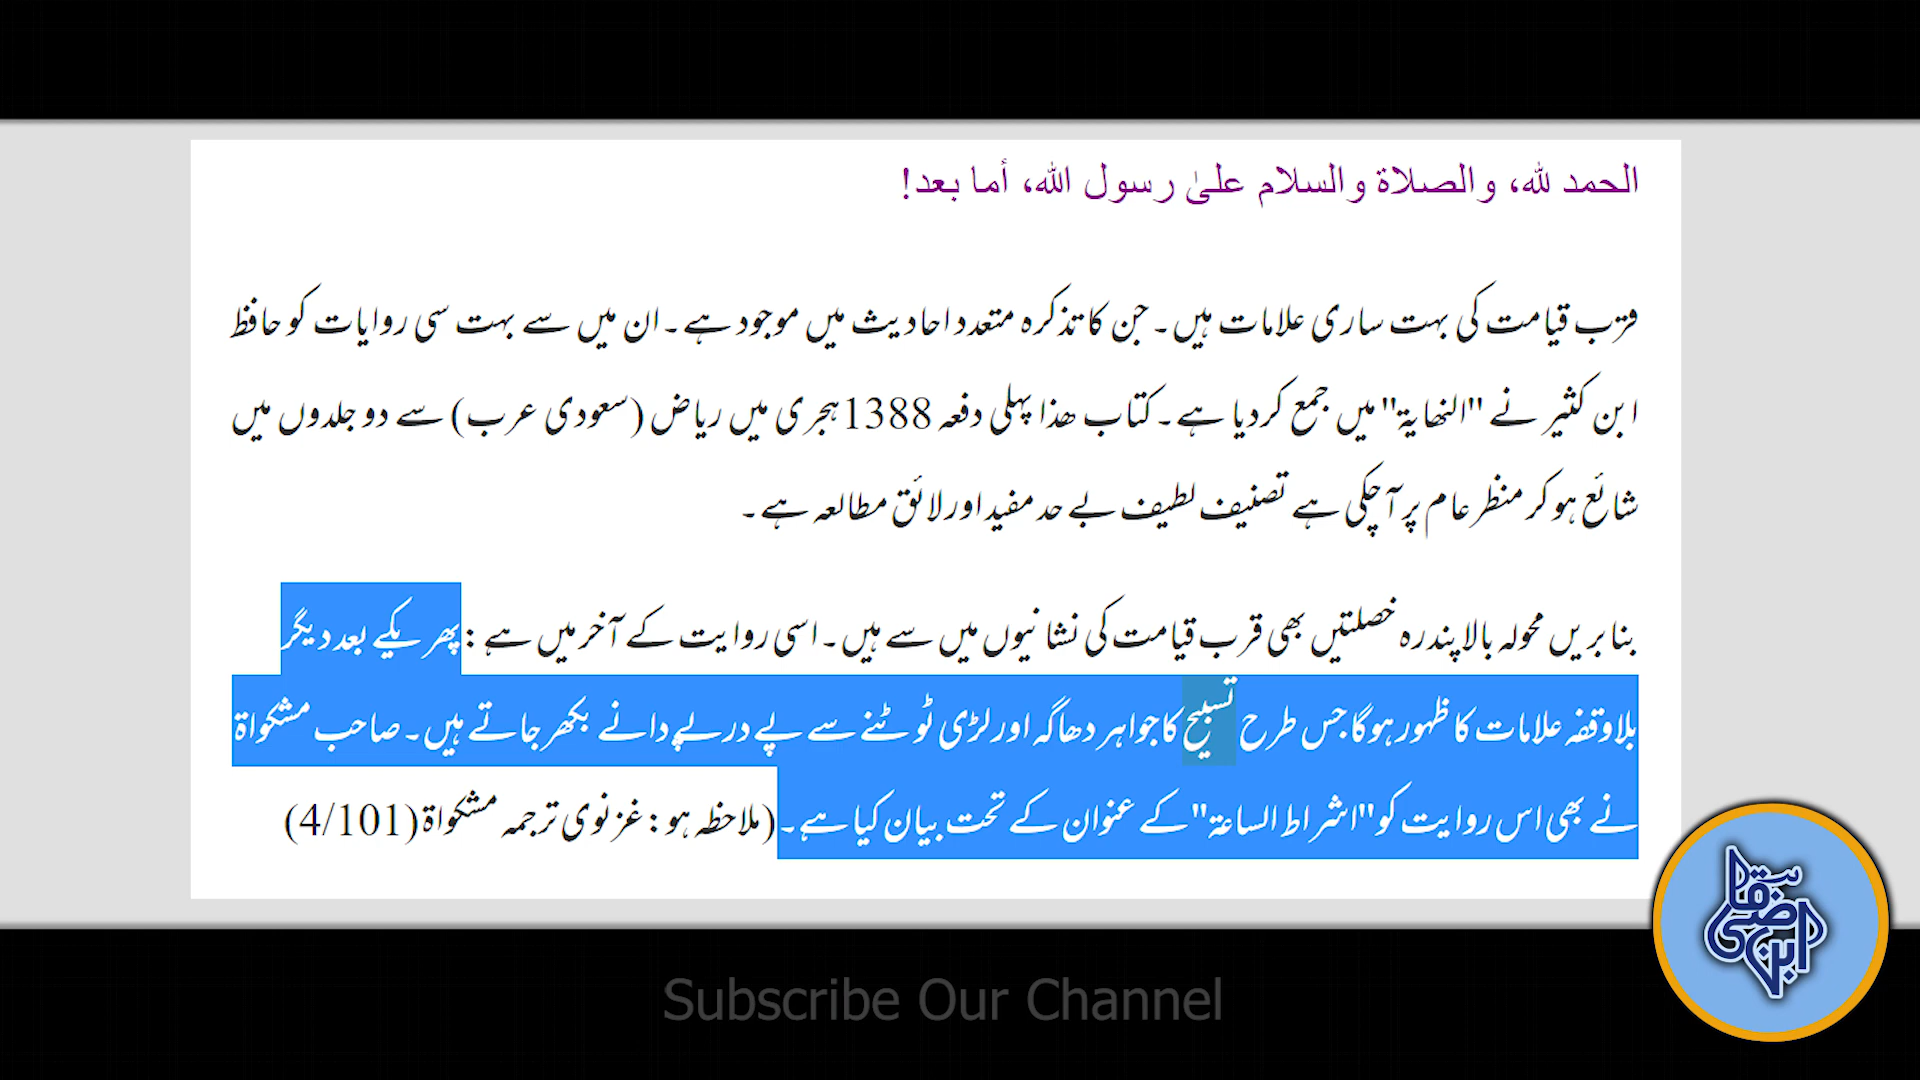 الحمد لله، والصلاة والسلام علىٰ رسول الله، أما بعد!
قرب قیامت کی بہت ساری علامات ہیں۔ جن کا تذکرہ متعدد احادیث میں موجود ہے۔ ان میں سے بہت سی روایات کو حافظ
ابن کثیر نے "النھایۃ" میں جمع کردیا ہے۔ کتاب ھذا پہلی دفعہ 1388 ہجری میں ریاض (سعودی عرب) سے دو جلدوں میں
شائع ہو کر منظر عام پر آچکی ہے تصنیف لطیف بے حد مفید اور لائق مطالعہ ہے۔
بنا بریں محولہ بالا پندرہ خصلتیں بھی قرب قیامت کی نشانیوں میں سے ہیں۔ اسی روایت کے آخر میں ہے: پھر یکے بعد دیگر
بلاوقفہ علامات کا ظہور ہوگا جس طرح تسبیح کا جواہر دھاگہ اور لڑی ٹوٹنے سے پے درپے دانے بکھر جاتے ہیں۔ صاحب مشکواۃ
نے بھی اس روایت کو "اشراط الساعۃ" کے عنوان کے تحت بیان کیا ہے۔ (ملاحظہ ہو: غزنوی ترجمہ مشکواۃ (4/101)
Subscribe Our Channel